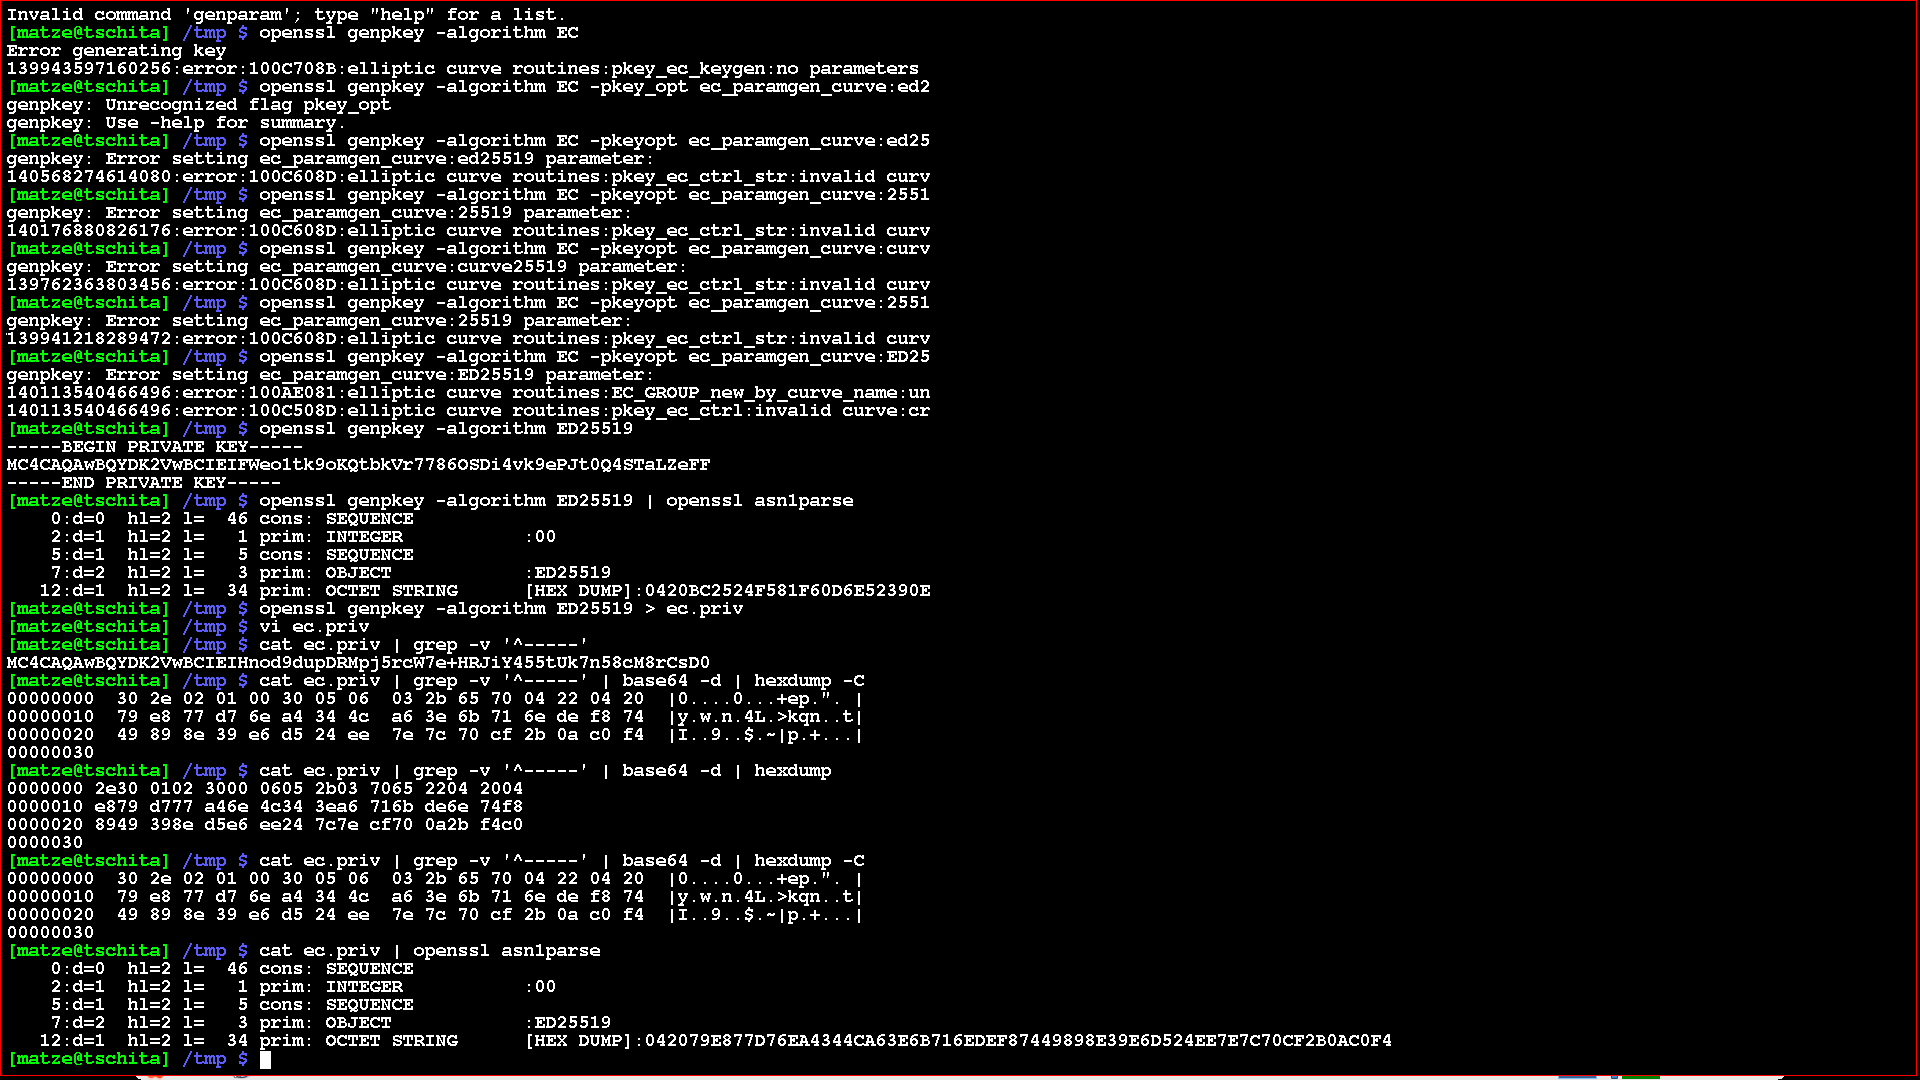 Invalid command 'genparam'; type "help" for a list.
[matze@tschita] /tmp $ openssl genpkey -algorithm EC
Error generating key
139943597160256:error:100C708B:elliptic curve routines:pkey_ec_keygen:no parameters
[matze@tschita] /tmp $ openssl genpkey -algorithm EC -pkey_opt ec_paramgen_curve:ed2
genpkey: Unrecognized flag pkey_opt
genpkey: Use -help for summary.
[matze@tschita] /tmp $ openssl genpkey -algorithm EC -pkeyopt ec_paramgen_curve:ed25
genpkey: Error setting ec_paramgen_curve:ed25519 parameter:
140568274614080:error:100C608D:elliptic curve routines:pkey_ec_ctrl_str:invalid curv
[matze@tschita] /tmp $ openssl genpkey -algorithm EC -pkeyopt ec_paramgen_curve:2551
genpkey: Error setting ec_paramgen_curve:25519 parameter:
140176880826176:error:100C608D:elliptic curve routines:pkey_ec_ctrl_str:invalid curv
[matze@tschita] /tmp $ openssl genpkey -algorithm EC -pkeyopt ec_paramgen_curve:curv
genpkey: Error setting ec_paramgen_curve:curve25519 parameter:
139762363803456:error:100C608D:elliptic curve routines:pkey_ec_ctrl_str:invalid curv
[matze@tschita] /tmp $ openssl genpkey -algorithm EC -pkeyopt ec_paramgen_curve:2551
genpkey: Error setting ec_paramgen_curve:25519 parameter:
139941218289472:error:100C608D:elliptic curve routines:pkey_ec_ctrl_str:invalid curv
[matze@tschita] /tmp $ openssl genpkey -algorithm EC -pkeyopt ec_paramgen_curve:ED25
genpkey: Error setting ec_paramgen_curve:ED25519 parameter:
140113540466496:error:100AE081:elliptic curve routines:EC_GROUP_new_by_curve_name:un
140113540466496:error:100C508D:elliptic curve routines:pkey_ec_ctrl:invalid curve:cr
[matze@tschita] /tmp $ openssl genpkey -algorithm ED25519
-----BEGIN PRIVATE KEY-----
MC4CAQAwBQYDK2VwBCIEIFWeo1tk9oKQtbkVr7786OSDi4vk9ePJt0Q4STaLZeFF
-----END PRIVATE KEY-----
[matze@tschita] /tmp $ openssl genpkey -algorithm ED25519 | openssl asn1parse
    0:d=0  hl=2 l=  46 cons: SEQUENCE
    2:d=1  hl=2 l=   1 prim: INTEGER           :00
    5:d=1  hl=2 l=   5 cons: SEQUENCE
    7:d=2  hl=2 l=   3 prim: OBJECT            :ED25519
   12:d=1  hl=2 l=  34 prim: OCTET STRING      [HEX DUMP]:0420BC2524F581F60D6E52390E
[matze@tschita] /tmp $ openssl genpkey -algorithm ED25519 > ec.priv
[matze@tschita] /tmp $ vi ec.priv
[matze@tschita] /tmp $ cat ec.priv | grep -v '^-----'
MC4CAQAwBQYDK2VwBCIEIHnod9dupDRMpj5rcW7e+HRJiY455tUk7n58cM8rCsD0
[matze@tschita] /tmp $ cat ec.priv | grep -v '^-----' | base64 -d | hexdump -C
00000000  30 2e 02 01 00 30 05 06  03 2b 65 70 04 22 04 20  |0....0...+ep.". |
00000010  79 e8 77 d7 6e a4 34 4c  a6 3e 6b 71 6e de f8 74  |y.w.n.4L.>kqn..t|
00000020  49 89 8e 39 e6 d5 24 ee  7e 7c 70 cf 2b 0a c0 f4  |I..9..$.~|p.+...|
00000030
[matze@tschita] /tmp $ cat ec.priv | grep -v '^-----' | base64 -d | hexdump
0000000 2e30 0102 3000 0605 2b03 7065 2204 2004
0000010 e879 d777 a46e 4c34 3ea6 716b de6e 74f8
0000020 8949 398e d5e6 ee24 7c7e cf70 0a2b f4c0
0000030
[matze@tschita] /tmp $ cat ec.priv | grep -v '^-----' | base64 -d | hexdump -C
00000000  30 2e 02 01 00 30 05 06  03 2b 65 70 04 22 04 20  |0....0...+ep.". |
00000010  79 e8 77 d7 6e a4 34 4c  a6 3e 6b 71 6e de f8 74  |y.w.n.4L.>kqn..t|
00000020  49 89 8e 39 e6 d5 24 ee  7e 7c 70 cf 2b 0a c0 f4  |I..9..$.~|p.+...|
00000030
[matze@tschita] /tmp $ cat ec.priv | openssl asn1parse
    0:d=0  hl=2 l=  46 cons: SEQUENCE
    2:d=1  hl=2 l=   1 prim: INTEGER           :00
    5:d=1  hl=2 l=   5 cons: SEQUENCE
    7:d=2  hl=2 l=   3 prim: OBJECT            :ED25519
   12:d=1  hl=2 l=  34 prim: OCTET STRING      [HEX DUMP]:042079E877D76EA4344CA63E6B716EDEF87449898E39E6D524EE7E7C70CF2B0AC0F4
[matze@tschita] /tmp $